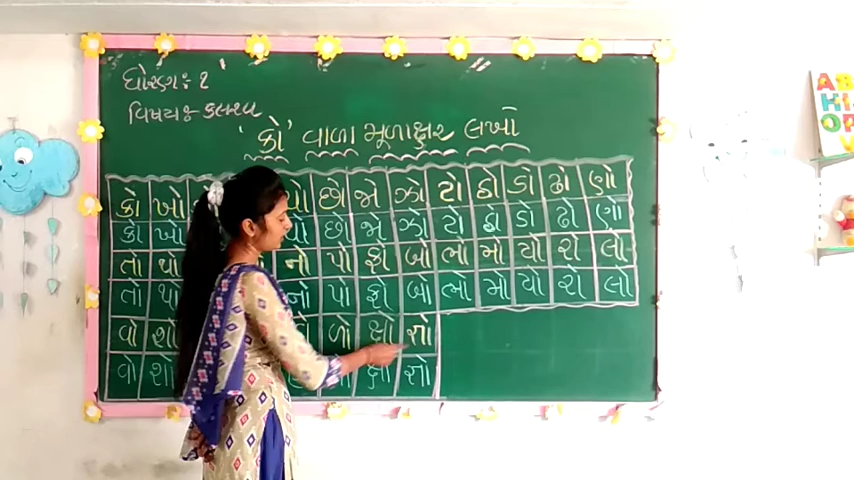 ધોરણ : ૧
વિષય : કલરવ
'કો' વાળા મૂળાક્ષર લખો
કો ખો ચો છો જો ઝો ટો ઠો ડો ઢો ણો
કો ખો ચો છો જો ઝો ટો ઠો ડો ઢો ણો
તો થો નો પો ફો બો ભો મો યો રો લો
તો થો નો પો ફો બો ભો મો યો રો લો
વો શો ળો ક્ષો જ્ઞો
વો શો ક્ષો જ્ઞો